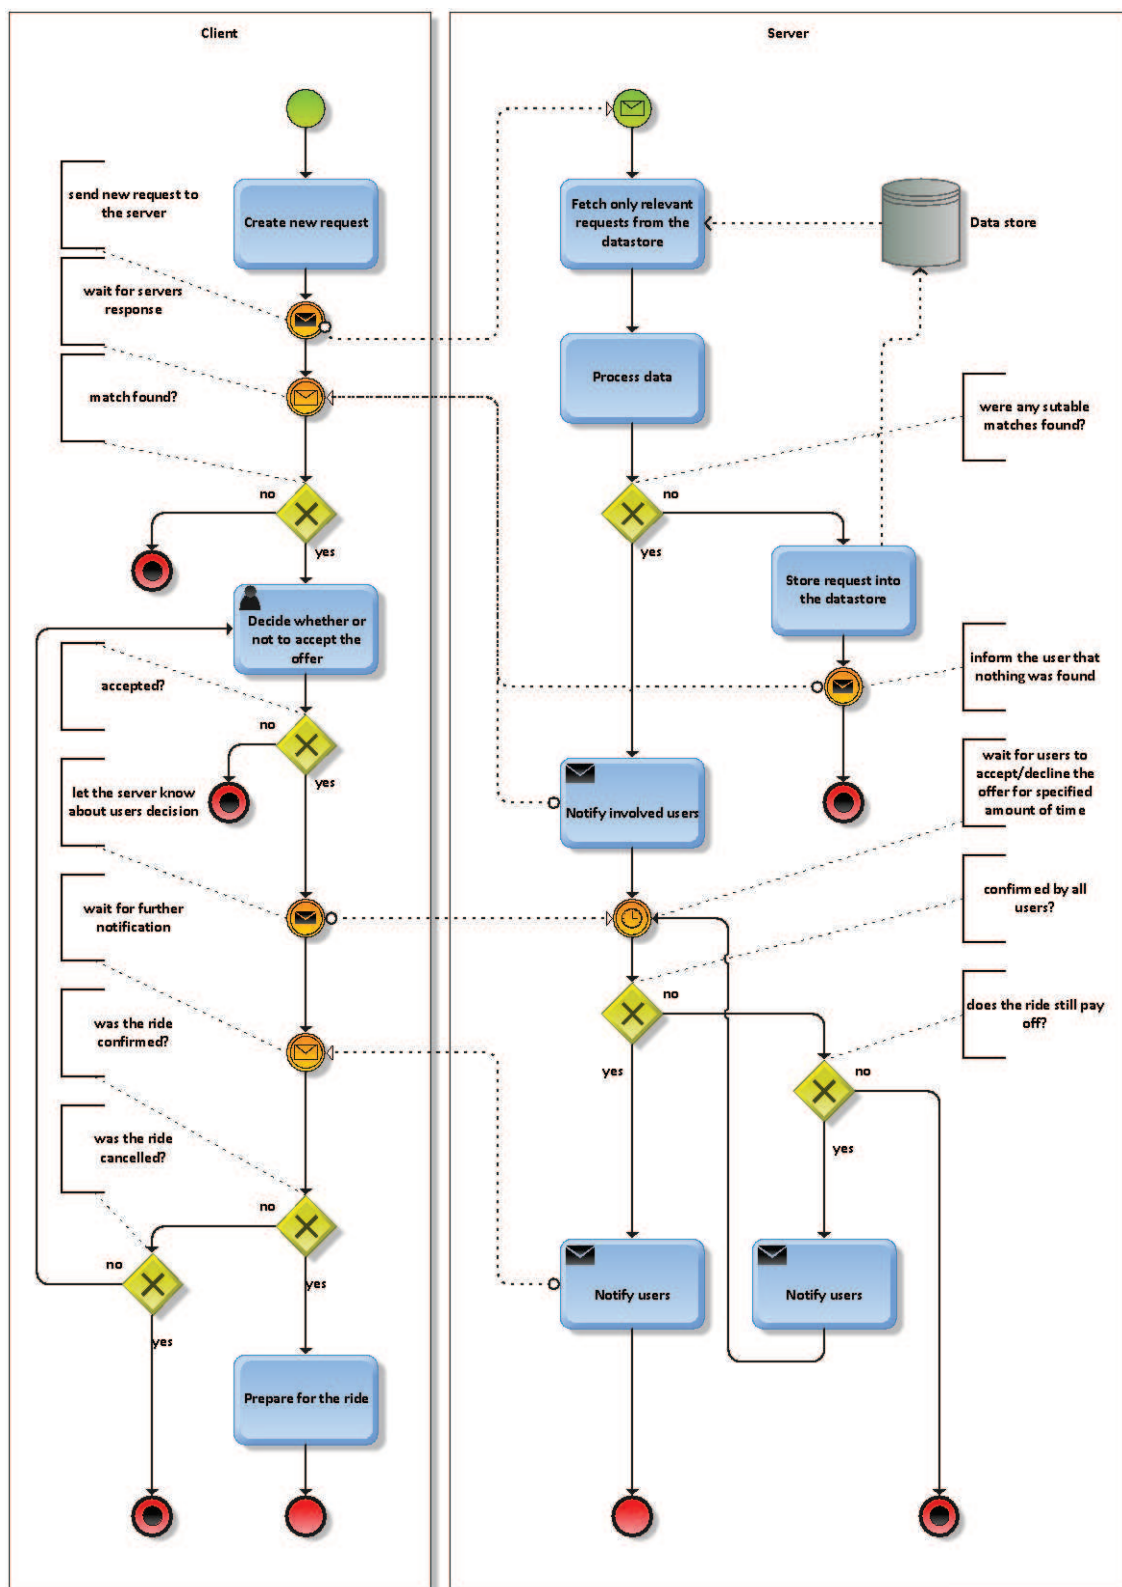 Client
send new request to
the server
Create new request
wait for servers
response
match found?
no
yes
Decide whether or
not to accept the
offer
accepted?
no
yes
let the server know
about users decision
wait for further
notification
was the ride
confirmed?
was the ride
cancelled?
no
no
yes
yes
Prepare for the ride
Server
Fetch only relevant
requests from the
datastore
Data store
Process data
were any sutable
matches found?
no
yes
Store request into
the datastore
inform the user that
nothing was found
wait for users to
accept/decline the
offer for specified
amount of time
Notify involved users
confirmed by all
users?
no
does the ride still pay
off?
yes
no
yes
Notify users
Notify users